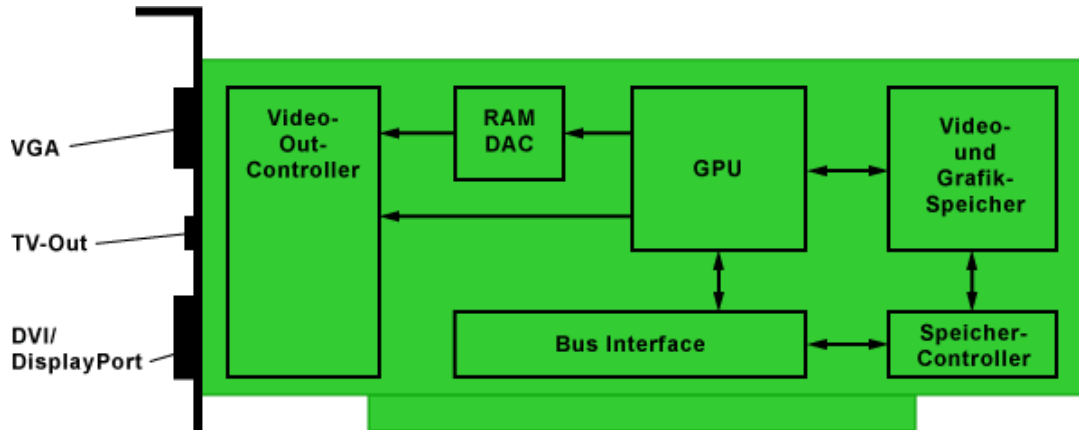 VGA
TV-Out
DVI/
DisplayPort
Video-
Out-
Controller
RAM
DAC
GPU
Video-
und
Grafik-
Speicher
Bus Interface
Speicher-
Controller